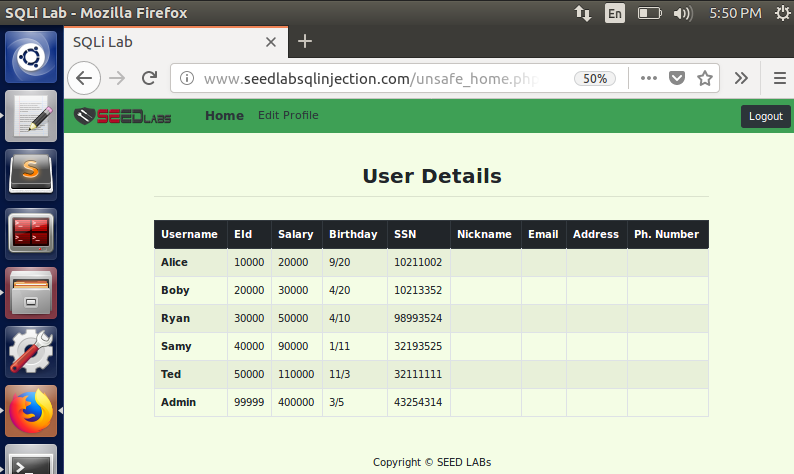 SQLi Lab - Mozilla Firefox
En
5:50 PM
SQLi Lab
www.seedlabsqlinjection.com/unsafe_home.php
50%
SEEDLABS
Home
Edit Profile
Logout
User Details
Username EId Salary Birthday SSN Nickname Email Address Ph. Number
Alice 10000 20000 9/20 10211002
Boby 20000 30000 4/20 10213352
Ryan 30000 50000 4/10 98993524
Samy 40000 90000 1/11 32193525
Ted 50000 110000 11/3 32111111
Admin 99999 400000 3/5 43254314
Copyright © SEED LABs